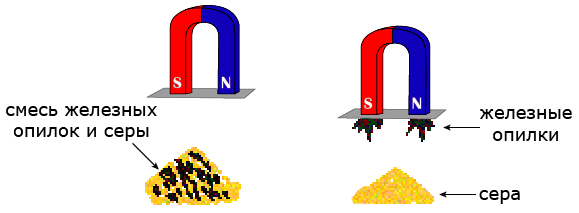 S N
смесь железных
опилок и серы
S N
железные
опилки
сера